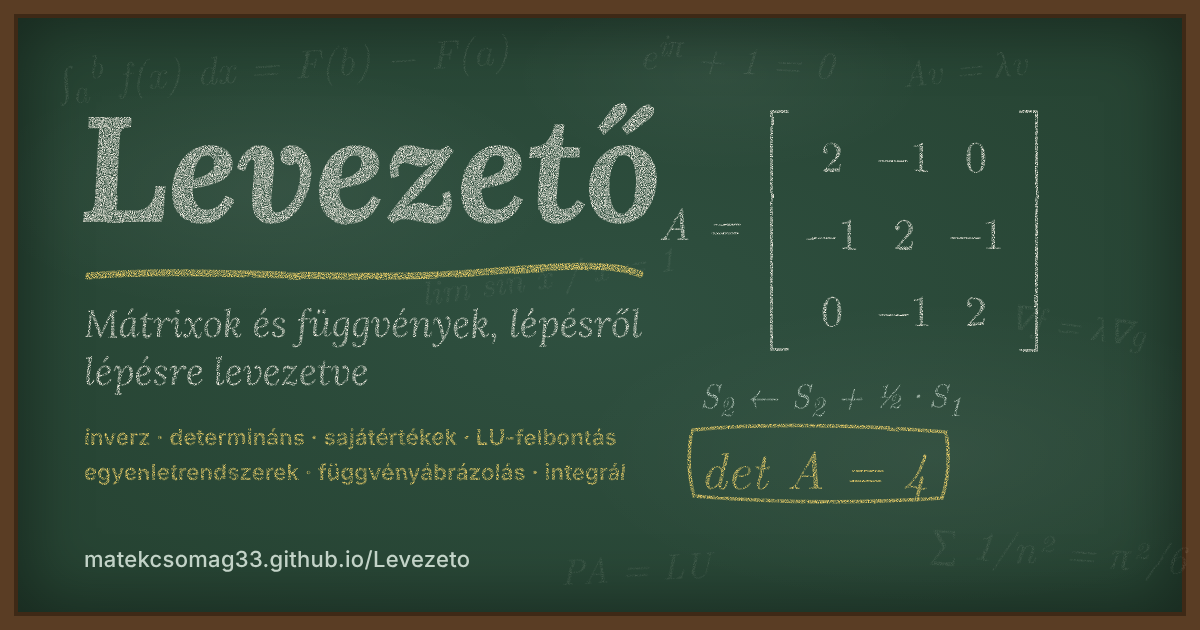 ∫ₐᵇ f(x) dx = F(b) − F(a)
e^{iπ} + 1 = 0
Av = λv
Levezető
A =
2 −1 0
−1 2 −1
0 −1 2
Mátrixok és függvények, lépésről
lépésre levezetve
= λ∇g
S₂ ← S₂ + ½ · S₁
inverz · determináns · sajátértékek · LU-felbontás
egyenletrendszerek · függvényábrázolás · integrál
det A = 4
matekcsomag33.github.io/Levezeto
PA = LU
∑ 1/n² = π²/6